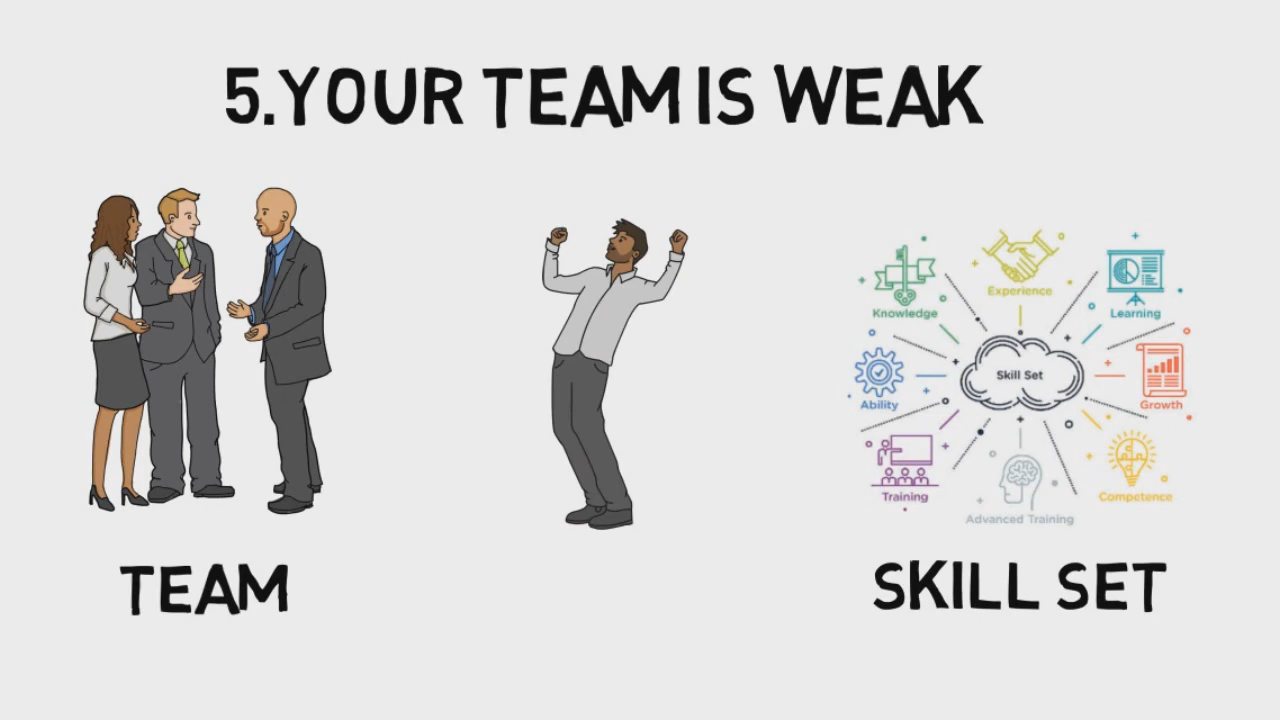 5.YOUR TEAM IS WEAK
Experience
Knowledge
Learning
Skill Set
Ability
Growth
Training
Competence
Advanced Training
TEAM
SKILL SET